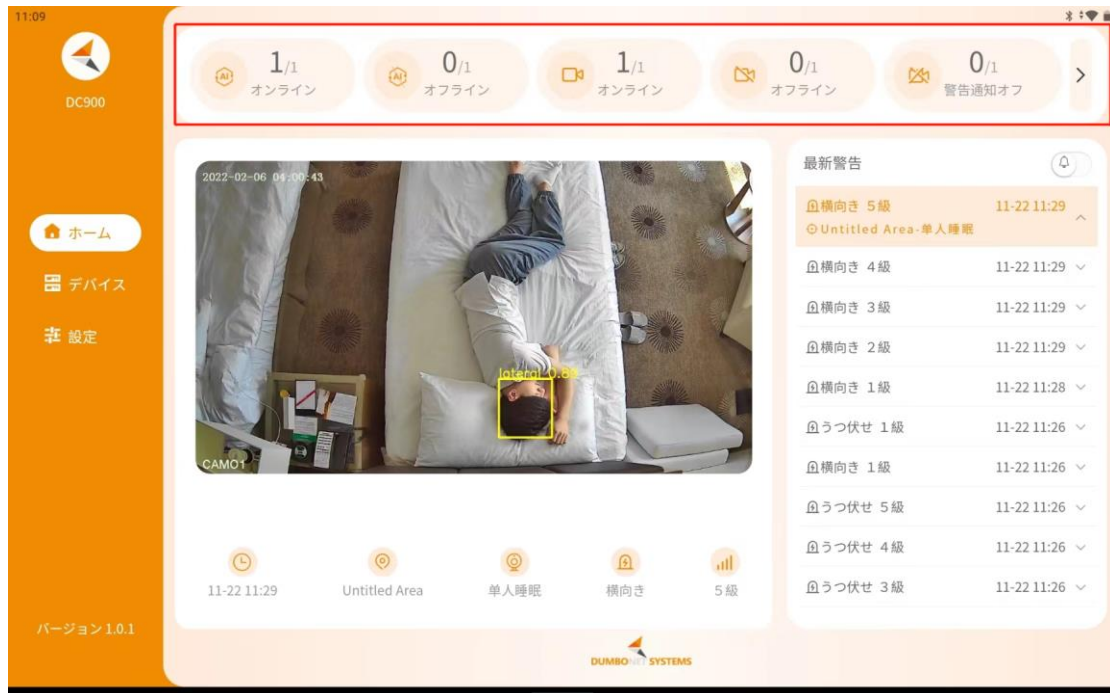 11:09
DC900
ホーム
デバイス
設定
バージョン 1.0.1
1/1
オンライン
0/1
オフライン
1/1
オンライン
0/1
オフライン
0/1
警告通知オフ
2022-02-06 04:00:43
lateral 0.88
CAM01
11-22 11:29
Untitled Area
单人睡眠
横向き
5 級
最新警告
横向き 5 級 11-22 11:29
Untitled Area-单人睡眠
横向き 4 級 11-22 11:29
横向き 3 級 11-22 11:29
横向き 2 級 11-22 11:29
横向き 1 級 11-22 11:28
うつ伏せ 1 級 11-22 11:26
横向き 1 級 11-22 11:26
うつ伏せ 5 級 11-22 11:26
うつ伏せ 4 級 11-22 11:26
うつ伏せ 3 級 11-22 11:26
DUMBONET SYSTEMS